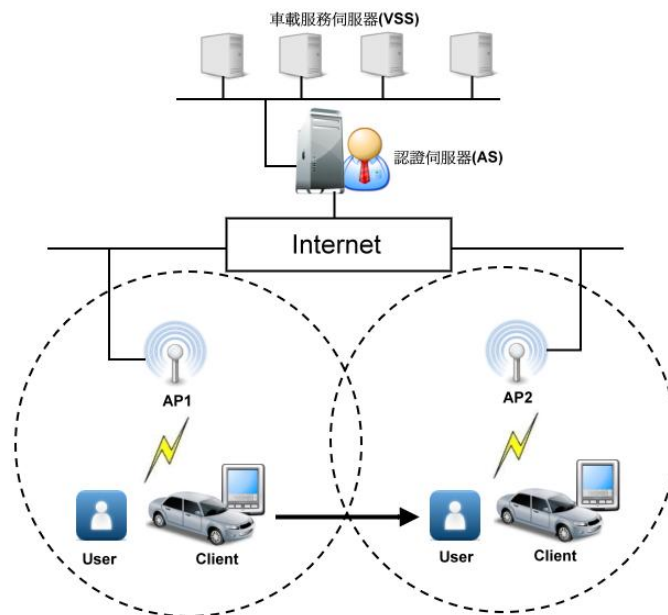 車載服務伺服器(VSS)
認證伺服器(AS)
Internet
AP1
AP2
User
Client
User
Client